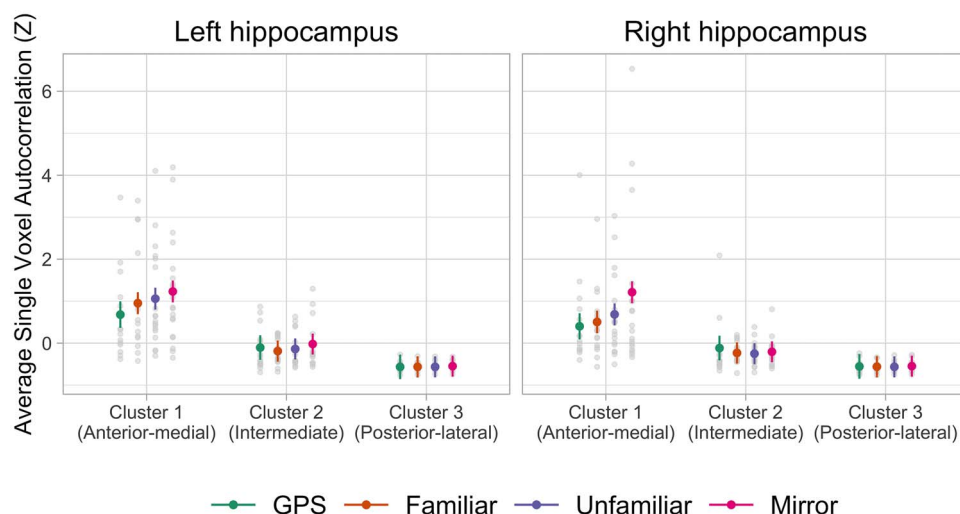 Left hippocampus Right hippocampus
Average Single Voxel Autocorrelation (Z)
6
4
2
0
Cluster 1 Cluster 2 Cluster 3 Cluster 1 Cluster 2 Cluster 3
(Anterior-medial) (Intermediate) (Posterior-lateral) (Anterior-medial) (Intermediate) (Posterior-lateral)
GPS Familiar Unfamiliar Mirror